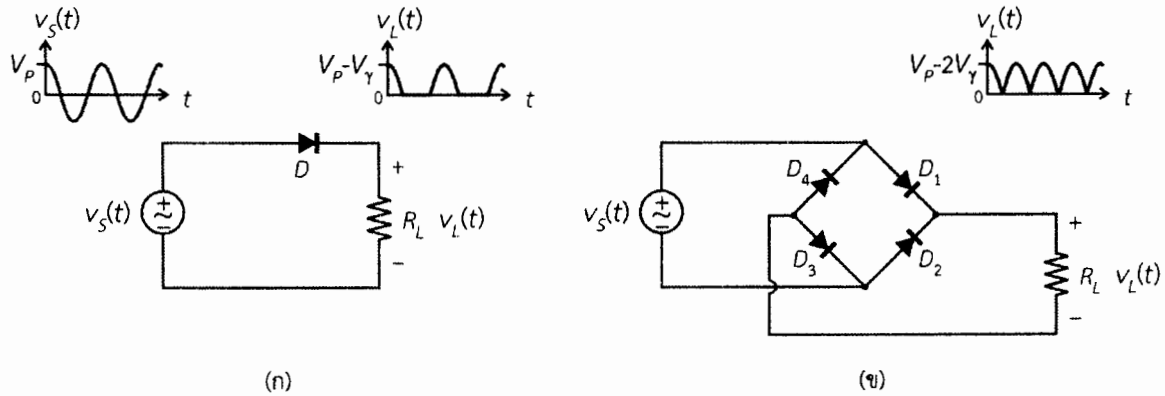 v_S(t)
V_P
0
t
v_L(t)
V_P-V_γ
0
t
D
v_S(t)
+
−
+
R_L v_L(t)
−
(ก)
v_L(t)
V_P-2V_γ
0
t
D_4
D_1
v_S(t)
+
−
D_3
D_2
+
R_L v_L(t)
−
(ข)